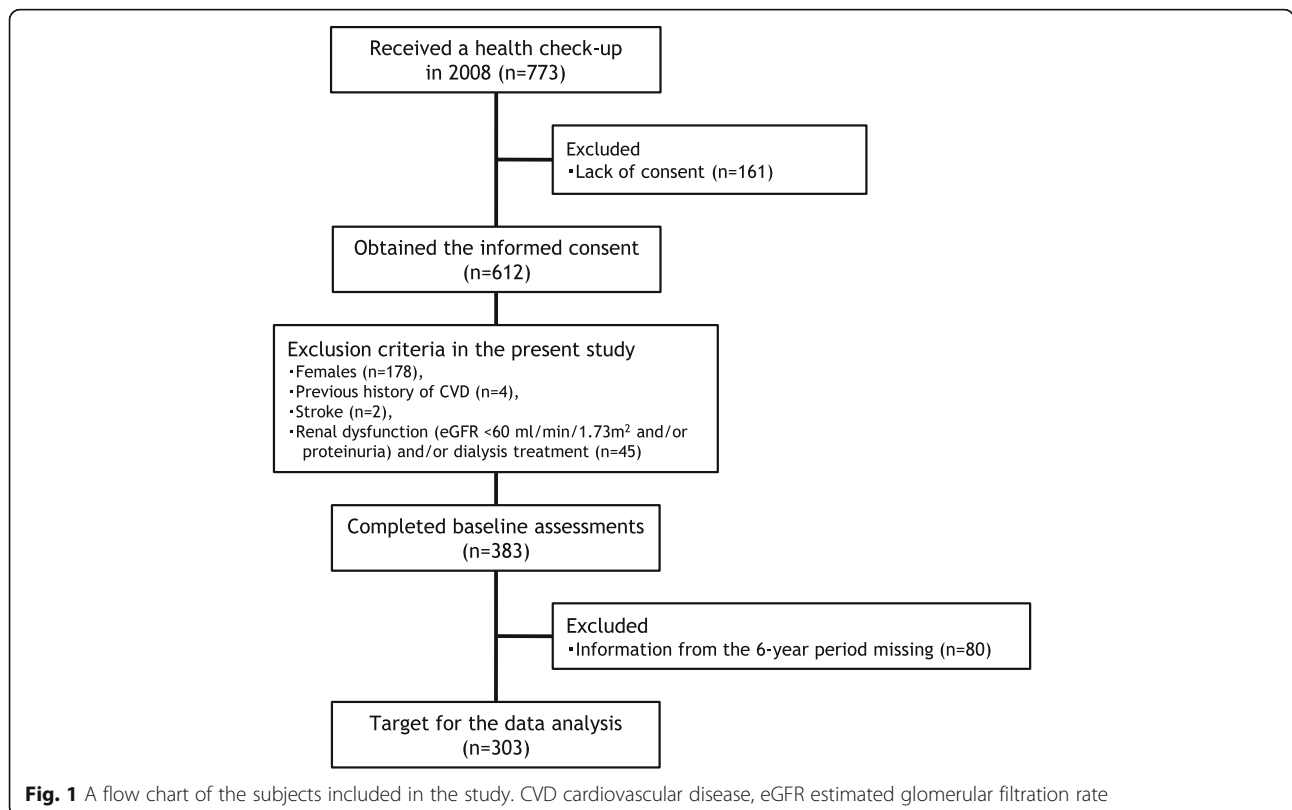 Received a health check-up
in 2008 (n=773)
Excluded
・Lack of consent (n=161)
Obtained the informed consent
(n=612)
Exclusion criteria in the present study
・Females (n=178),
・Previous history of CVD (n=4),
・Stroke (n=2),
・Renal dysfunction (eGFR <60 ml/min/1.73m² and/or
proteinuria) and/or dialysis treatment (n=45)
Completed baseline assessments
(n=383)
Excluded
・Information from the 6-year period missing (n=80)
Target for the data analysis
(n=303)
Fig. 1 A flow chart of the subjects included in the study. CVD cardiovascular disease, eGFR estimated glomerular filtration rate